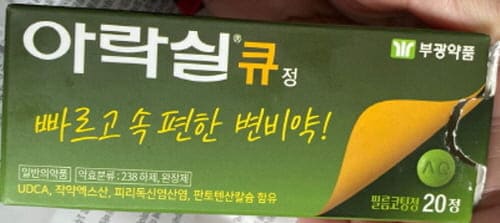 아락실® 큐 정
부광약품
빠르고 속 편한 변비약!
일반의약품 약효분류 : 238 하제, 완장제
UDCA, 작약엑스산, 피리독신염산염, 판토텐산칼슘 함유
AQ
필름코팅정 20정